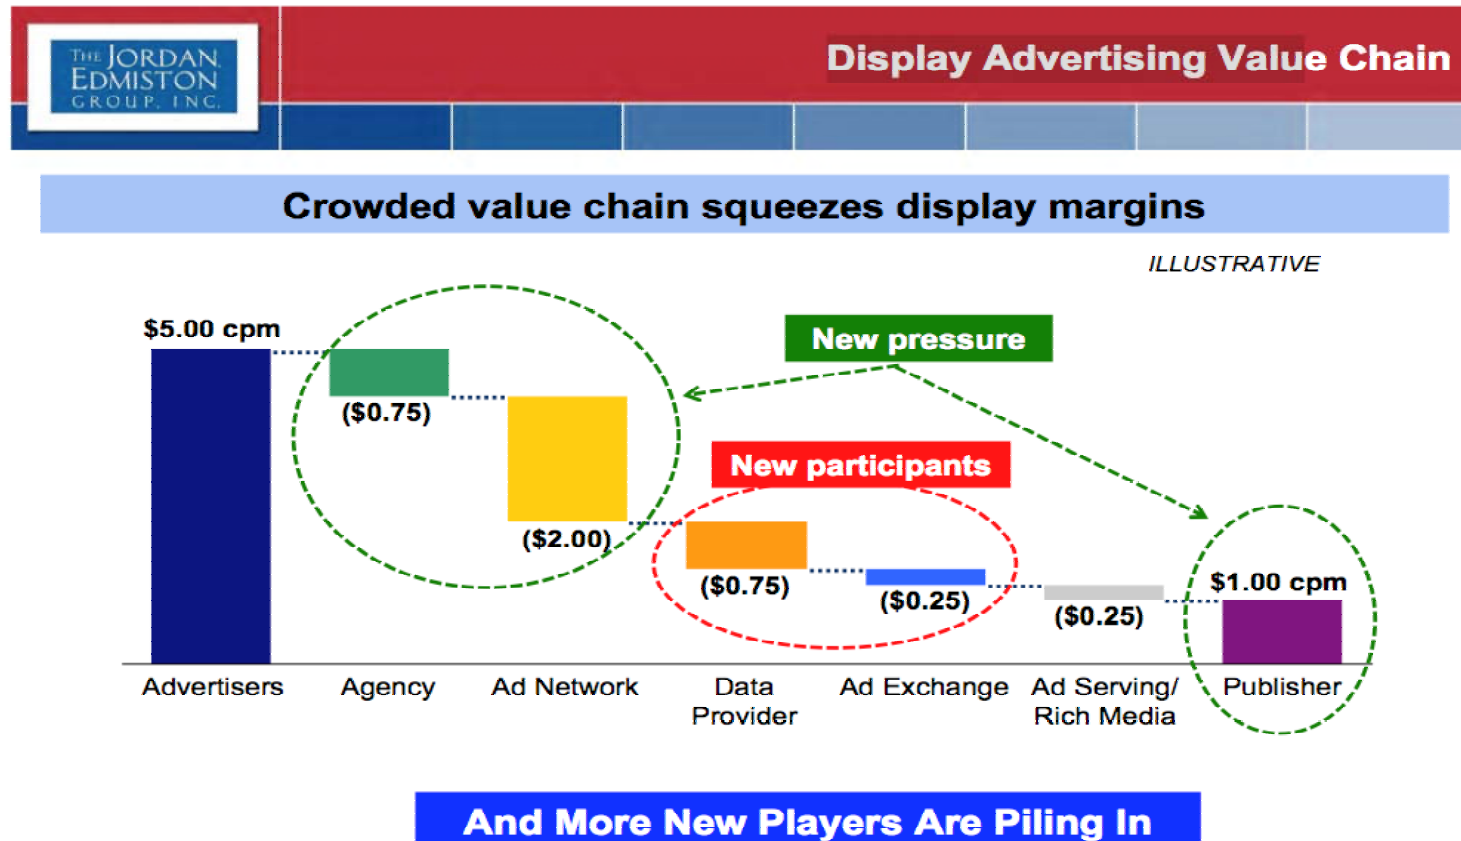 THE JORDAN,
EDMISTON
GROUP, INC.
Display Advertising Value Chain
Crowded value chain squeezes display margins
ILLUSTRATIVE
$5.00 cpm
New pressure
($0.75)
New participants
($2.00)
($0.75)
($0.25)
($0.25)
$1.00 cpm
Advertisers
Agency
Ad Network
Data
Provider
Ad Exchange
Ad Serving/
Rich Media
Publisher
And More New Players Are Piling In